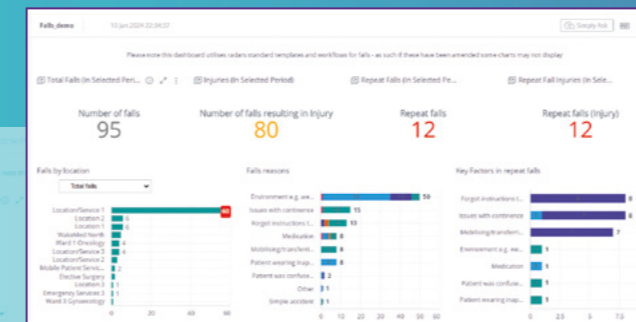 Falls_demo
10 Jan 2024 22:34:37
Simply Ask
Please note this dashboard utilises radars standard templates and workflows for falls - as such if these have been amended some charts may not display
Total Falls (In Selected Peri...
Injuries (In Selected Period)
Repeat Falls (In Selected Pe...
Repeat Fall Injuries (In Sele...
Number of falls
95
Number of falls resulting in Injury
80
Repeat falls
12
Repeat falls (Injury)
12
Falls by location
Total falls
Location/Service 1
Location 2 6
Location 1 6
Watermed North
Ward 1 Oncology 4
Location/Service 3 4
Location/Service 2
Mobile Patient Servic... 2
Elective Surgery
Location 3 1
Emergency Services 3 1
Ward 3 Gynaecology
0 20 40 60
Falls reasons
Environment e.g. we... 50
Issues with continence 15
Forgot instructions t... 13
Medication 8
Mobilising/transferri... 8
Patient wearing inap... 8
Patient was confuse... 2
Other 1
Simple accident 1
0 10 20 30 40 50 60
Key Factors in repeat falls
Forgot instructions t... 8
Issues with continence 8
Mobilising/transferri... 7
Environment e.g. we... 1
Medication 1
Patient was confuse... 1
Patient wearing inap... 1
0 2.5 5 7.5